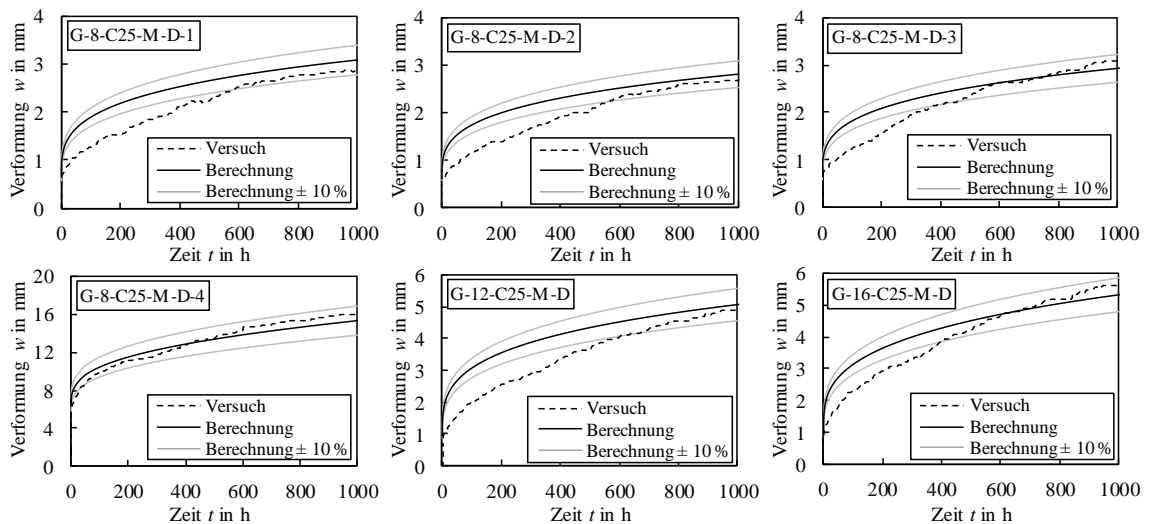 G-8-C25-M-D-1
Verformung w in mm
4
3
2
1
0
Versuch
Berechnung
Berechnung ± 10 %
0 200 400 600 800 1000
Zeit t in h
G-8-C25-M-D-2
Verformung w in mm
4
3
2
1
0
Versuch
Berechnung
Berechnung ± 10 %
0 200 400 600 800 1000
Zeit t in h
G-8-C25-M-D-3
Verformung w in mm
4
3
2
1
0
Versuch
Berechnung
Berechnung ± 10 %
0 200 400 600 800 1000
Zeit t in h
G-8-C25-M-D-4
Verformung w in mm
20
16
12
8
4
0
Versuch
Berechnung
Berechnung ± 10 %
0 200 400 600 800 1000
Zeit t in h
G-12-C25-M-D
Verformung w in mm
6
5
4
3
2
1
0
Versuch
Berechnung
Berechnung ± 10 %
0 200 400 600 800 1000
Zeit t in h
G-16-C25-M-D
Verformung w in mm
6
5
4
3
2
1
0
Versuch
Berechnung
Berechnung ± 10 %
0 200 400 600 800 1000
Zeit t in h